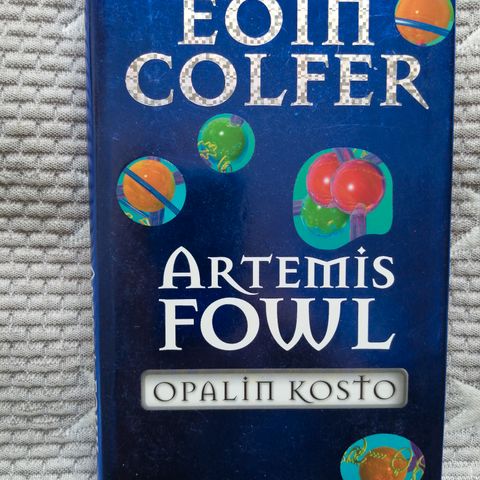 EOIN
COLFER
ARTEMIS
FOWL
OPALIN KOSTO